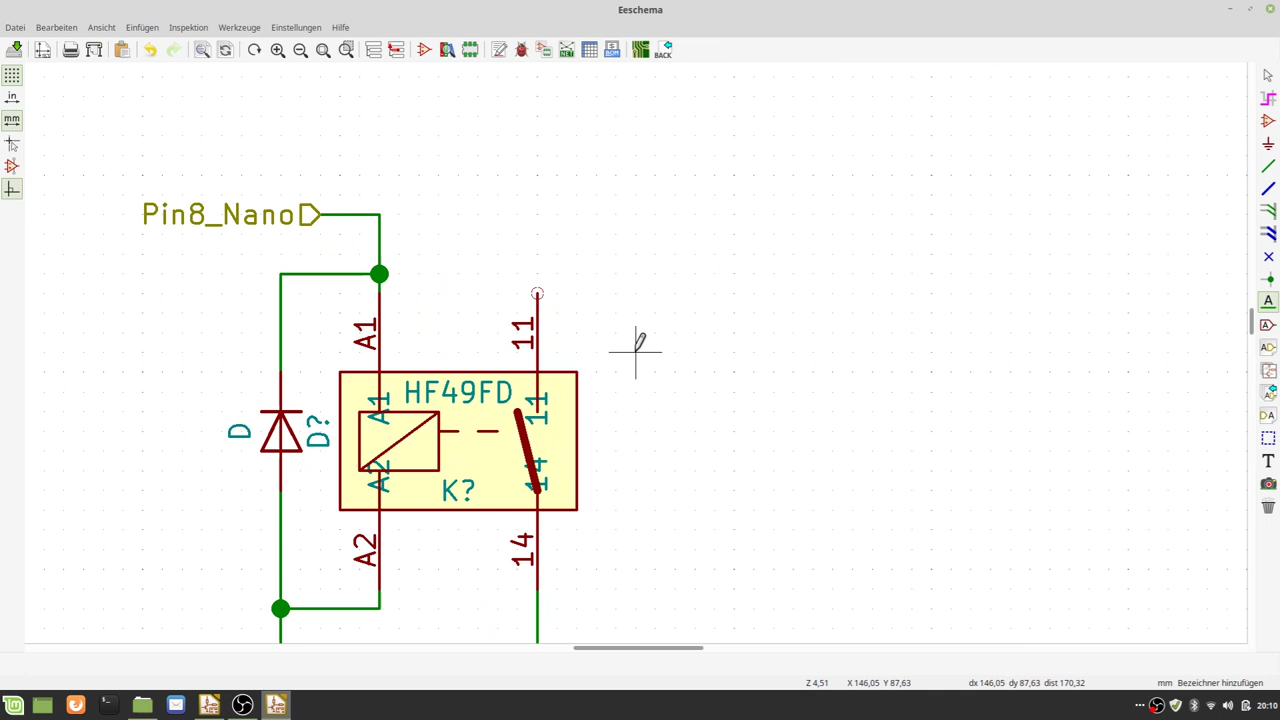 Eeschema
Datei Bearbeiten Ansicht Einfügen Inspektion Werkzeuge Einstellungen Hilfe
BACK
in
mm
Pin8_Nano
A1
11
HF49FD
A1
11
D
D?
A2
14
K?
A2
14
A
A
T
Z 4,51 X 146,05 Y 87,63 dx 146,05 dy 87,63 dist 170,32 mm Bezeichner hinzufügen
20:10